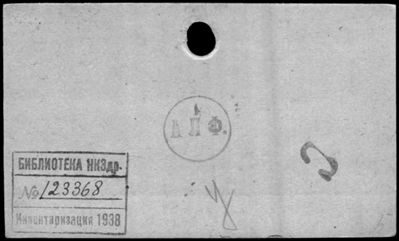 А П Ф.
БИБЛИОТЕКА НКЗдр.
№ 123368
Инвентаризация 1938
У